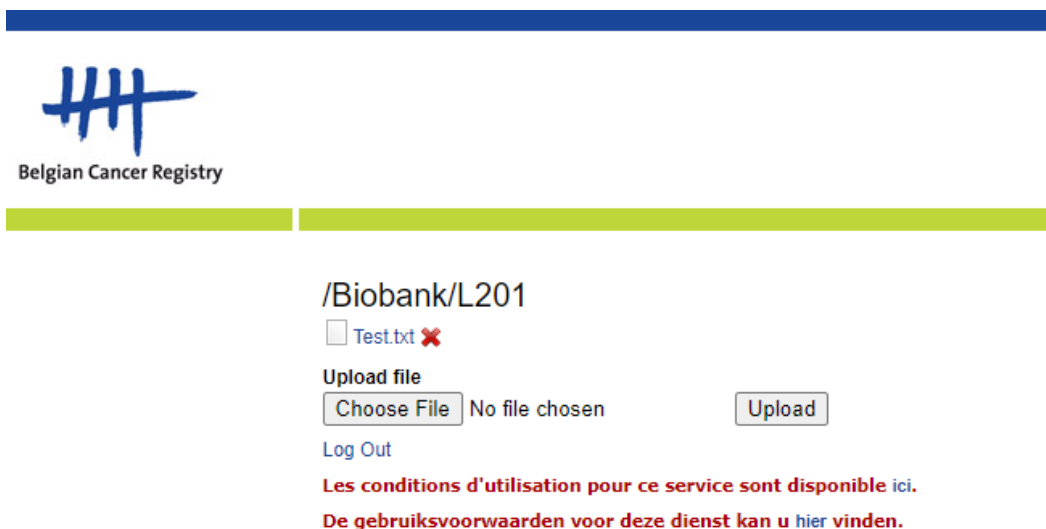 Belgian Cancer Registry
/Biobank/L201
Test.txt
Upload file
Choose File No file chosen Upload
Log Out
Les conditions d'utilisation pour ce service sont disponible ici.
De gebruiksvoorwaarden voor deze dienst kan u hier vinden.